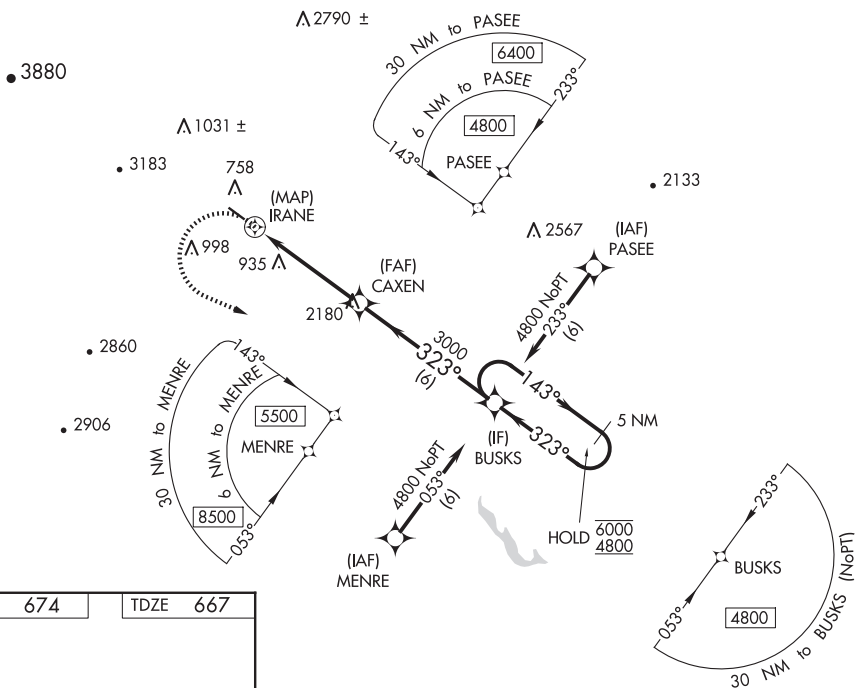 2790 ±
30 NM to PASEE
6400
3880
6 NM to PASEE
233°
4800
1031 ±
143°
PASEE
3183
758
2133
(MAP)
IRANE
998
2567
(IAF)
PASEE
935
(FAF)
CAXEN
2180
4800 NoPT
233°
(6)
3000
323°
(6)
2860
143°
143°
30 NM to MENRE
6 NM to MENRE
5500
2906
5 NM
MENRE
323°
(IF)
BUSKS
4800 NoPT
053°
(6)
233°
8500
053°
HOLD 6000
4800
(IAF)
MENRE
BUSKS
053°
4800
30 NM to BUSKS (NoPT)
674
TDZE 667